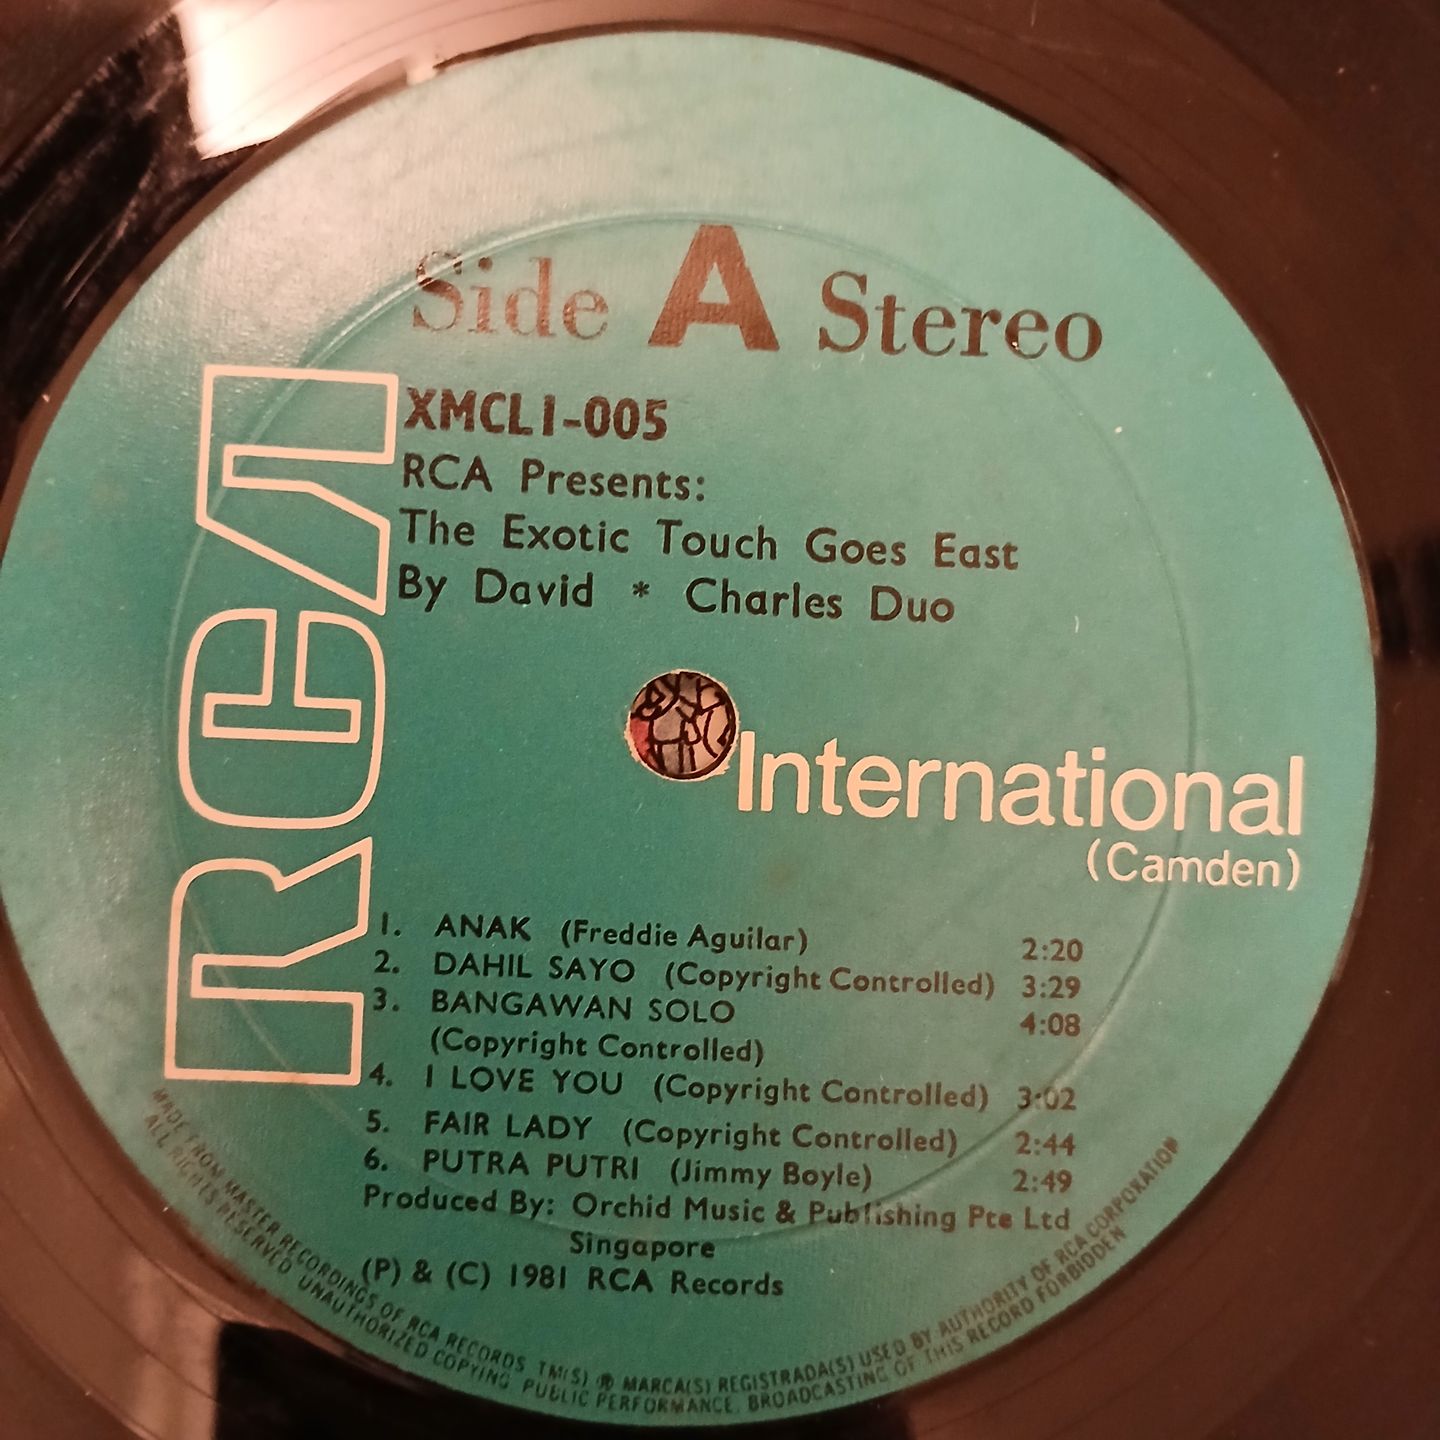 Side A Stereo
XMCL1-005
RCA Presents:
The Exotic Touch Goes East
By David * Charles Duo
RCA
International
(Camden)
1. ANAK (Freddie Aguilar) 2:20
2. DAHIL SAYO (Copyright Controlled) 3:29
3. BANGAWAN SOLO 4:08
(Copyright Controlled)
4. I LOVE YOU (Copyright Controlled) 3:02
5. FAIR LADY (Copyright Controlled) 2:44
6. PUTRA PUTRI (Jimmy Boyle) 2:49
Produced By: Orchid Music & Publishing Pte Ltd
Singapore
(P) & (C) 1981 RCA Records
MADE FROM MASTER RECORDINGS OF RCA RECORDS TM(S) ® MARCA(S) REGISTRADA(S) USED BY AUTHORITY OF RCA CORPORATION
ALL RIGHTS RESERVED UNAUTHORIZED COPYING PUBLIC PERFORMANCE, BROADCASTING OF THIS RECORD FORBIDDEN